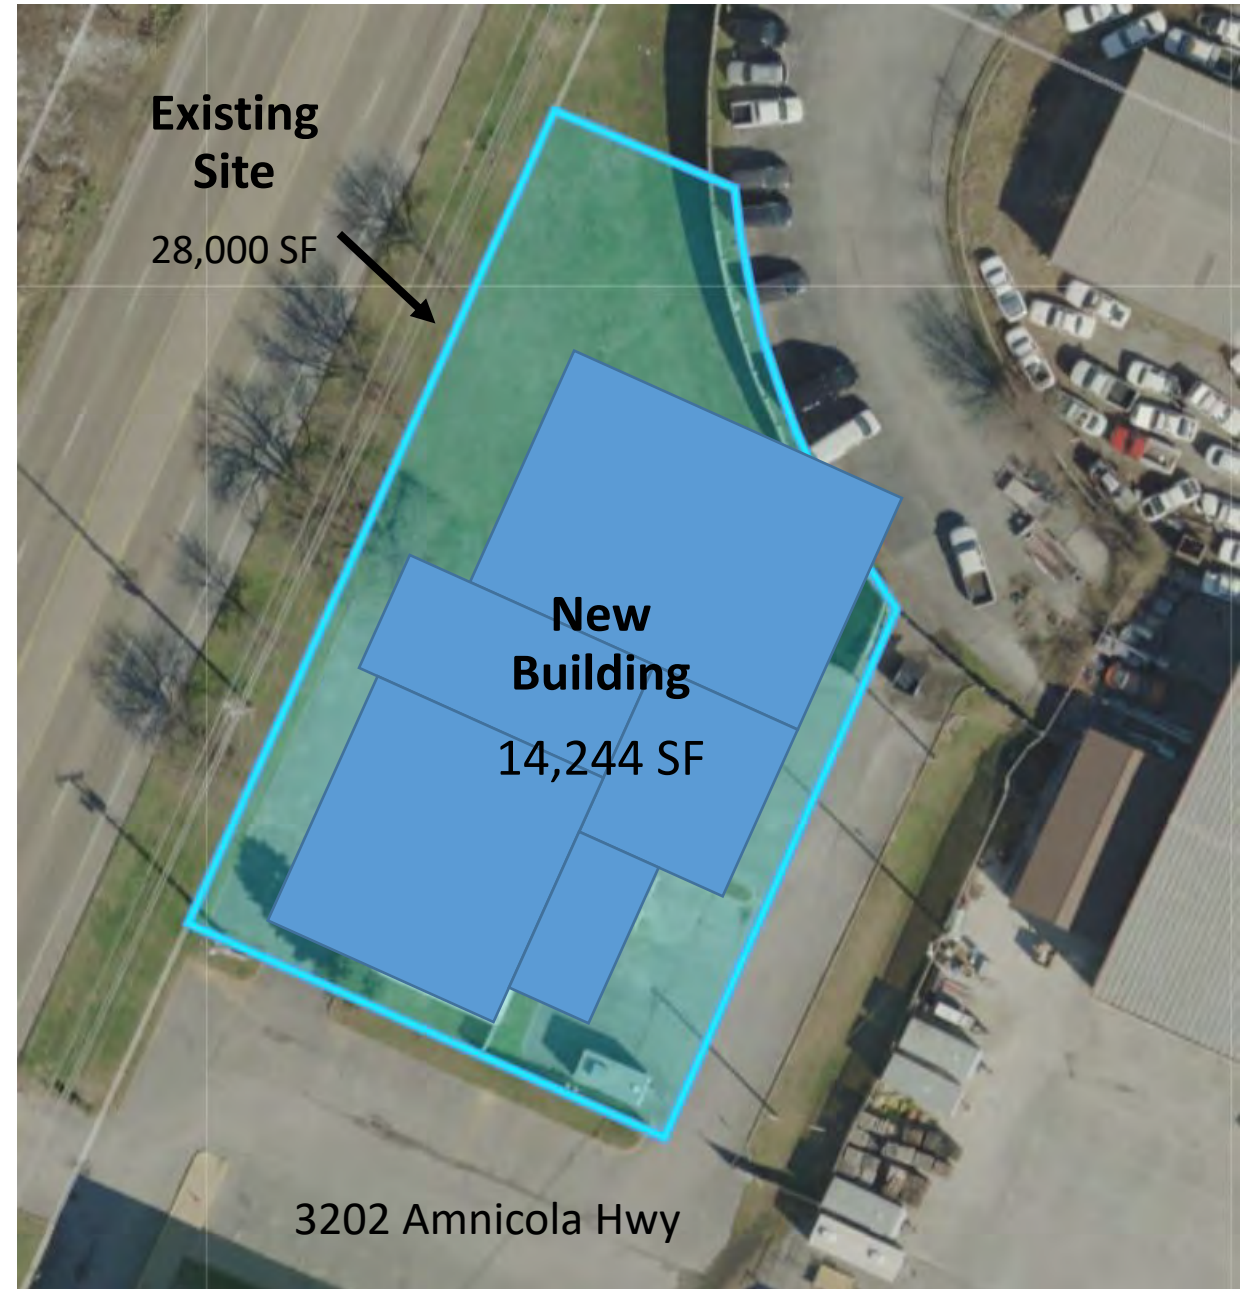 Existing
Site
28,000 SF
New
Building
14,244 SF
3202 Amnicola Hwy